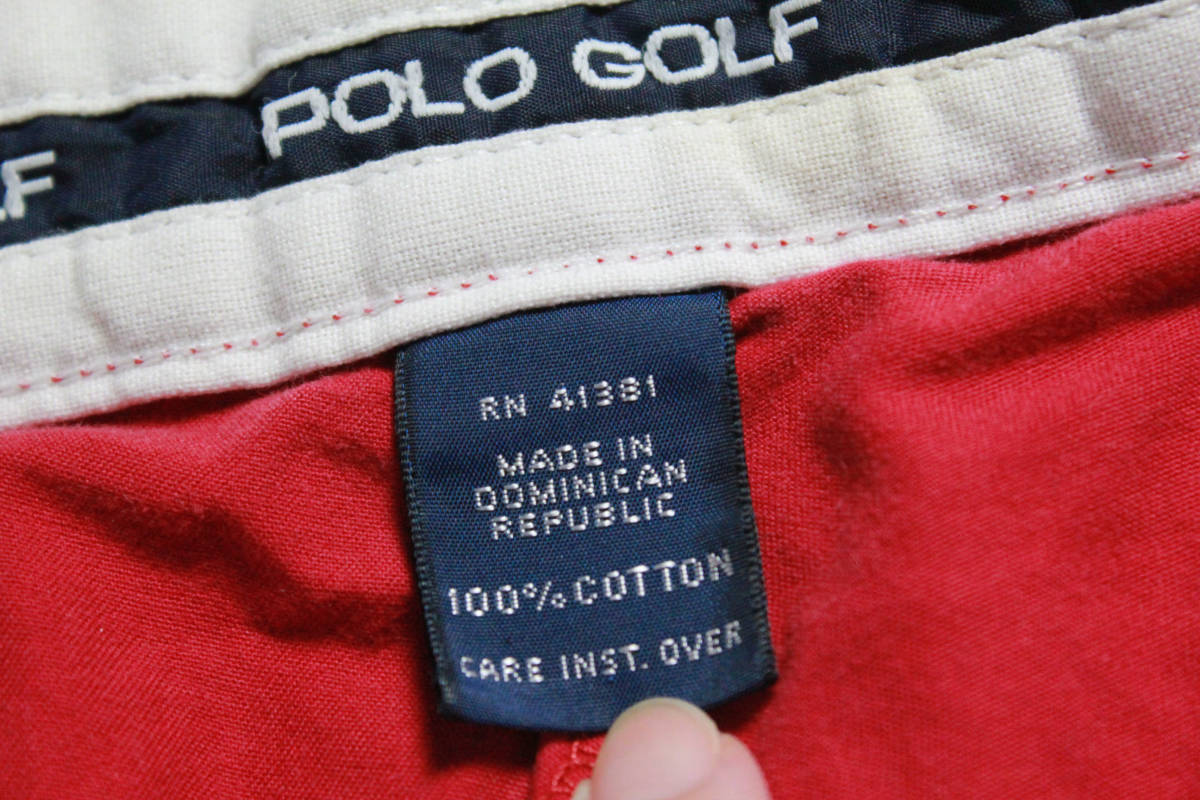 POLO GOLF
LF
RN 41381
MADE IN
DOMINICAN
REPUBLIC
100% COTTON
CARE INST. OVER